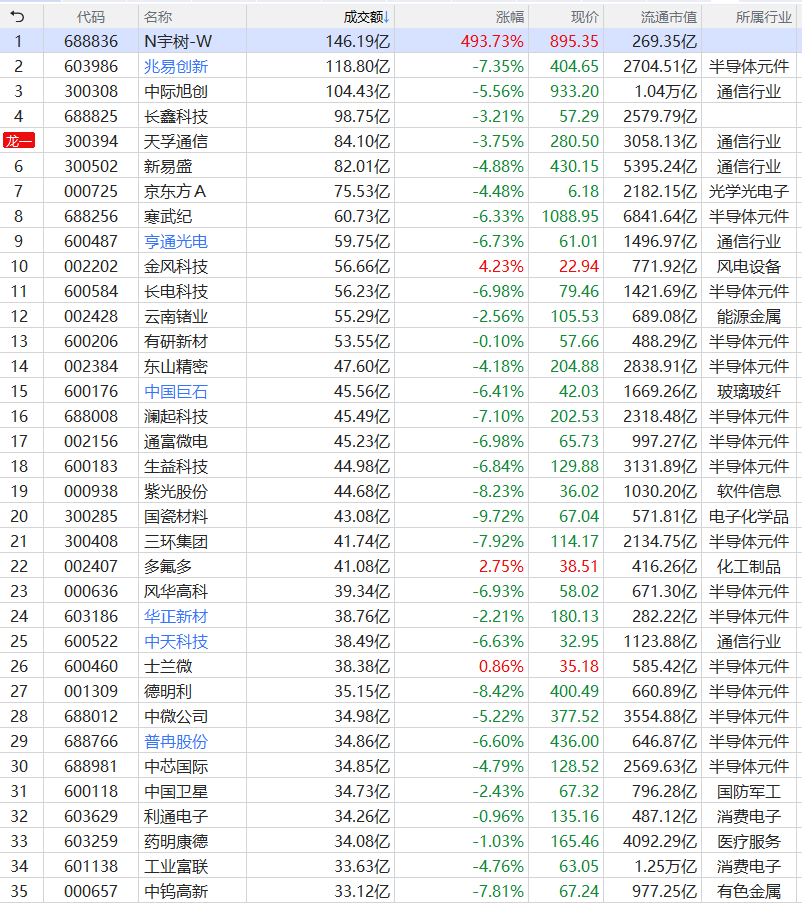 代码 名称 成交额↓ 涨幅 现价 流通市值 所属行业
1 688836 N宇树-W 146.19亿 493.73% 895.35 269.35亿
2 603986 兆易创新 118.80亿 -7.35% 404.65 2704.51亿 半导体元件
3 300308 中际旭创 104.43亿 -5.56% 933.20 1.04万亿 通信行业
4 688825 长鑫科技 98.75亿 -3.21% 57.29 2579.79亿
龙一 300394 天孚通信 84.10亿 -3.75% 280.50 3058.13亿 通信行业
6 300502 新易盛 82.01亿 -4.88% 430.15 5395.24亿 通信行业
7 000725 京东方A 75.53亿 -4.48% 6.18 2182.15亿 光学光电子
8 688256 寒武纪 60.73亿 -6.33% 1088.95 6841.64亿 半导体元件
9 600487 亨通光电 59.75亿 -6.73% 61.01 1496.97亿 通信行业
10 002202 金风科技 56.66亿 4.23% 22.94 771.92亿 风电设备
11 600584 长电科技 56.23亿 -6.98% 79.46 1421.69亿 半导体元件
12 002428 云南锗业 55.29亿 -2.56% 105.53 689.08亿 能源金属
13 600206 有研新材 53.55亿 -0.10% 57.66 488.29亿 半导体元件
14 002384 东山精密 47.60亿 -4.18% 204.88 2838.91亿 半导体元件
15 600176 中国巨石 45.56亿 -6.41% 42.03 1669.26亿 玻璃玻纤
16 688008 澜起科技 45.49亿 -7.10% 202.53 2318.48亿 半导体元件
17 002156 通富微电 45.23亿 -6.98% 65.73 997.27亿 半导体元件
18 600183 生益科技 44.98亿 -6.84% 129.88 3131.89亿 半导体元件
19 000938 紫光股份 44.68亿 -8.23% 36.02 1030.20亿 软件信息
20 300285 国瓷材料 43.08亿 -9.72% 67.04 571.81亿 电子化学品
21 300408 三环集团 41.74亿 -7.92% 114.17 2134.75亿 半导体元件
22 002407 多氟多 41.08亿 2.75% 38.51 416.26亿 化工制品
23 000636 风华高科 39.34亿 -6.93% 58.02 671.30亿 半导体元件
24 603186 华正新材 38.76亿 -2.21% 180.13 282.22亿 半导体元件
25 600522 中天科技 38.49亿 -6.63% 32.95 1123.88亿 通信行业
26 600460 士兰微 38.38亿 0.86% 35.18 585.42亿 半导体元件
27 001309 德明利 35.15亿 -8.42% 400.49 660.89亿 半导体元件
28 688012 中微公司 34.98亿 -5.22% 377.52 3554.88亿 半导体元件
29 688766 普冉股份 34.86亿 -6.60% 436.00 646.87亿 半导体元件
30 688981 中芯国际 34.85亿 -4.79% 128.52 2569.63亿 半导体元件
31 600118 中国卫星 34.73亿 -2.43% 67.32 796.28亿 国防军工
32 603629 利通电子 34.26亿 -0.96% 135.16 487.12亿 消费电子
33 603259 药明康德 34.08亿 -1.03% 165.46 4092.29亿 医疗服务
34 601138 工业富联 33.63亿 -4.76% 63.05 1.25万亿 消费电子
35 000657 中钨高新 33.12亿 -7.81% 67.24 977.25亿 有色金属